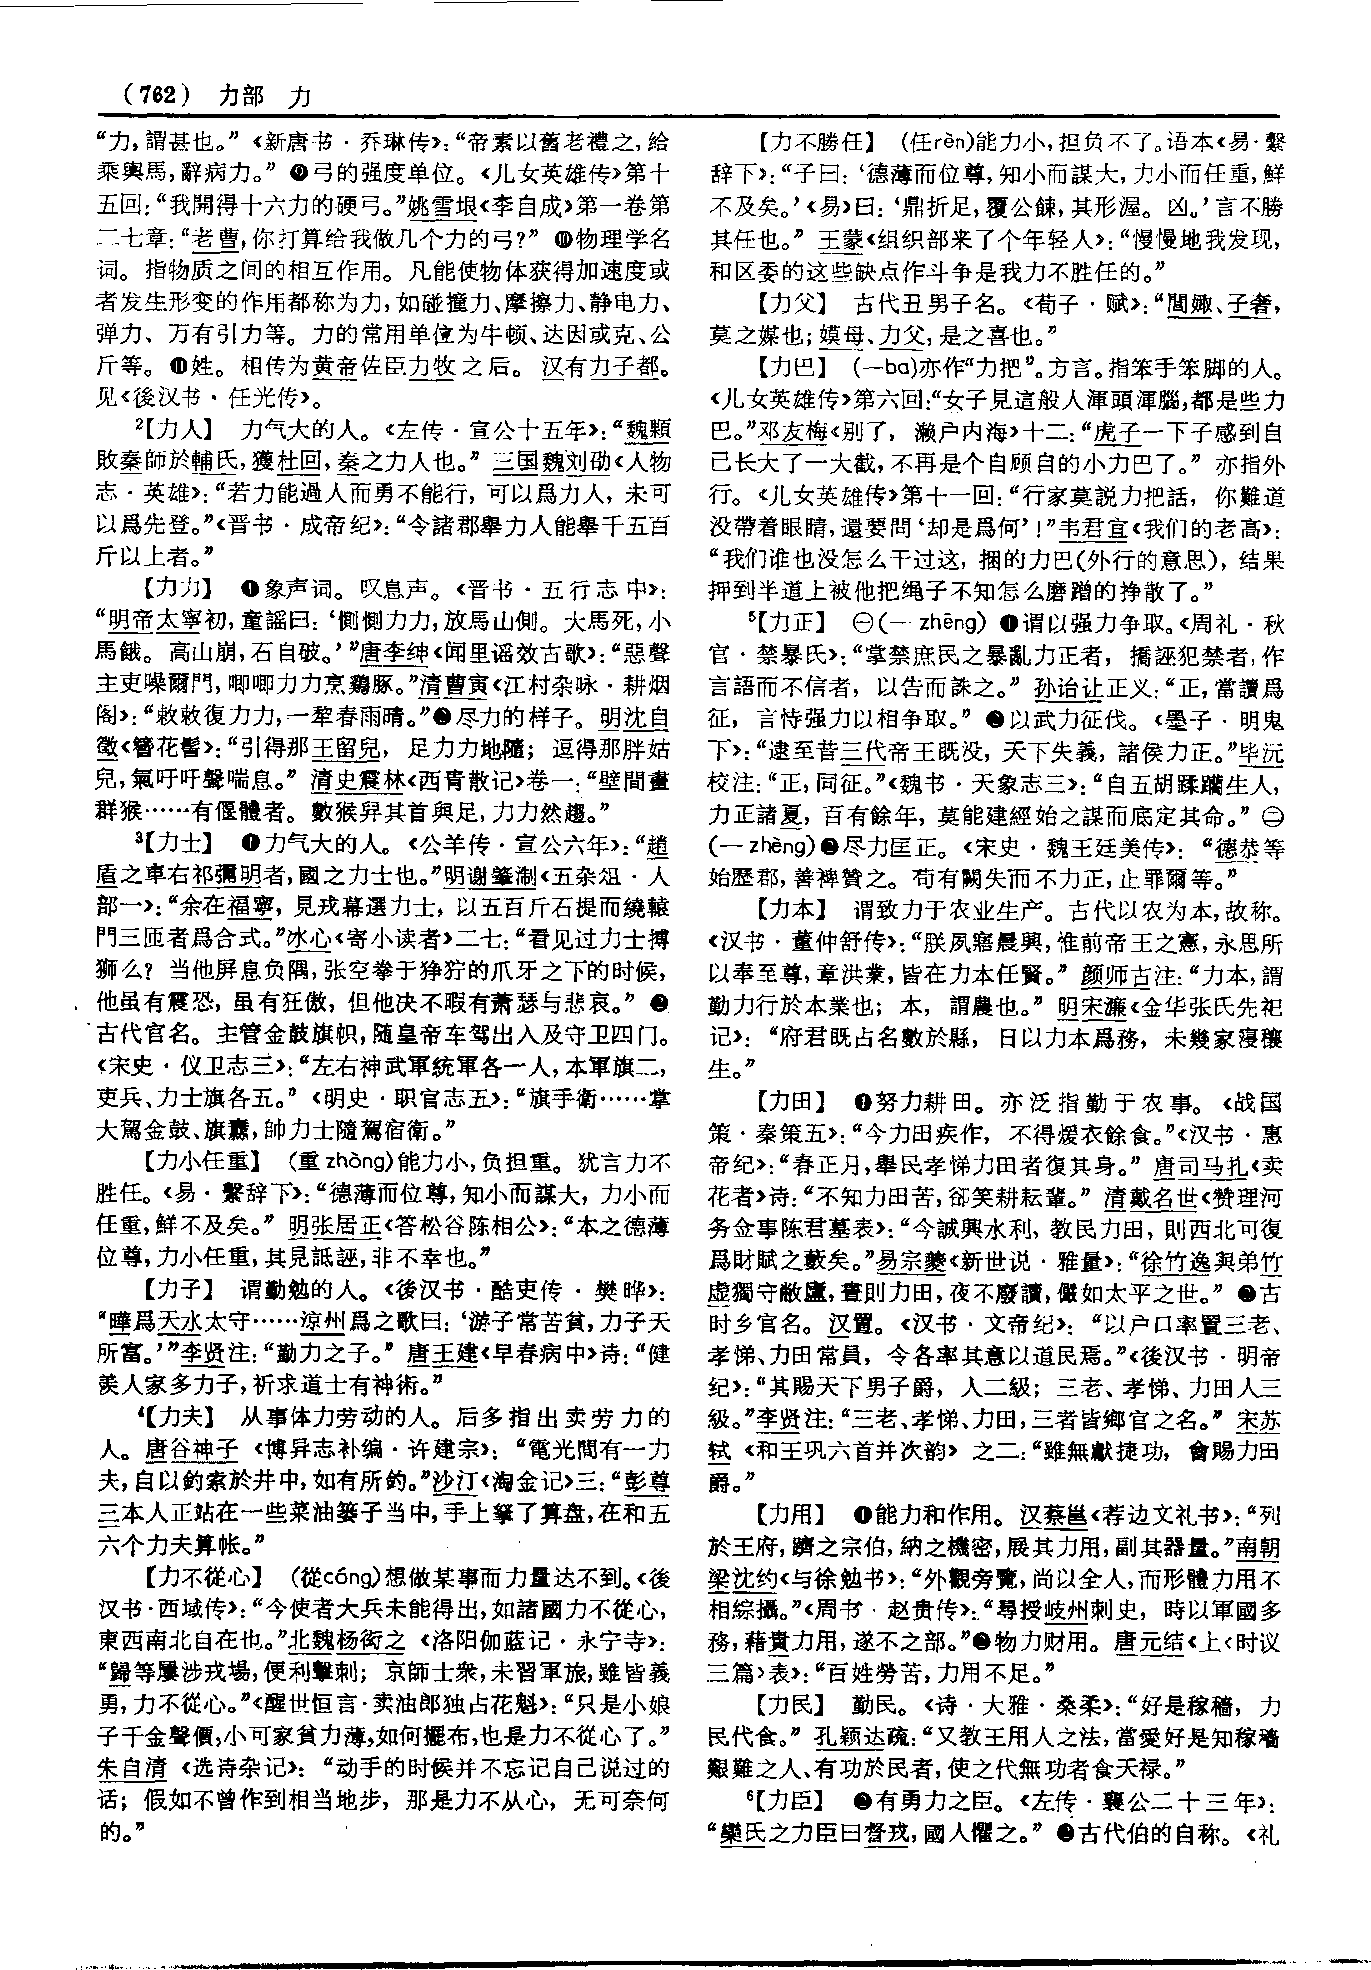 （762） 力部 力
“力，謂甚也。”《新唐书·乔琳传》：“帝素以舊老禮之，給
乘輿馬，辭病力。” ❾弓的强度单位。《儿女英雄传》第十
五回：“我開得十六力的硬弓。”姚雪垠《李自成》第一卷第
二七章：“老曹，你打算给我做几个力的弓？” ❿物理学名
词。指物质之间的相互作用。凡能使物体获得加速度或
者发生形变的作用都称为力，如碰撞力、摩擦力、静电力、
弹力、万有引力等。力的常用单位为牛顿、达因或克、公
斤等。 ⓫姓。相传为黄帝佐臣力牧之后。汉有力子都。
见《後汉书·任光传》。
²【力人】 力气大的人。《左传·宣公十五年》：“魏顆
敗秦師於輔氏，獲杜回，秦之力人也。” 三国魏刘劭《人物
志·英雄》：“若力能過人而勇不能行，可以爲力人，未可
以爲先登。”《晋书·成帝纪》：“令諸郡舉力人能舉千五百
斤以上者。”
【力力】 ❶象声词。叹息声。《晋书·五行志中》：
“明帝太寧初，童謡曰：‘惻惻力力，放馬山側。大馬死，小
馬餓。高山崩，石自破。’”唐李绅《闻里谣效古歌》：“惡聲
主吏噪爾門，唧唧力力烹鷄豚。”清曹寅《江村杂咏·耕烟
阁》：“敕敕復力力，一犂春雨晴。”❷尽力的样子。明沈自
徵《簪花髻》：“引得那王留兒，足力力地隨；逗得那胖姑
兒，氣吁吁聲喘息。” 清史震林《西青散记》卷一：“壁間畫
群猴……有偃體者。數猴舁其首與足，力力然趨。”
³【力士】 ❶力气大的人。《公羊传·宣公六年》：“趙
盾之車右祁彌明者，國之力士也。”明谢肇淛《五杂俎·人
部一》：“余在福寧，見戎幕選力士，以五百斤石提而繞轅
門三匝者爲合式。”冰心《寄小读者》二七：“看见过力士搏
狮么？当他屏息负隅，张空拳于狰狞的爪牙之下的时候，
他虽有震恐，虽有狂傲，但他决不暇有萧瑟与悲哀。” ❷
古代官名。主管金鼓旗帜，随皇帝车驾出入及守卫四门。
《宋史·仪卫志三》：“左右神武軍統軍各一人，本軍旗二，
吏兵、力士旗各五。”《明史·职官志五》：“旗手衛……掌
大駕金鼓、旗纛，帥力士隨駕宿衛。”
【力小任重】 （重zhòng）能力小，负担重。犹言力不
胜任。《易·繫辞下》：“德薄而位尊，知小而謀大，力小而
任重，鮮不及矣。” 明张居正《答松谷陈相公》：“本之德薄
位尊，力小任重，其見詆誣，非不幸也。”
【力子】 谓勤勉的人。《後汉书·酷吏传·樊晔》：
“曄爲天水太守……涼州爲之歌曰：‘游子常苦貧，力子天
所富。’”李贤注：“勤力之子。” 唐王建《早春病中》诗：“健
羨人家多力子，祈求道士有神術。”
⁴【力夫】 从事体力劳动的人。后多指出卖劳力的
人。唐谷神子《博异志补编·许建宗》：“電光間有一力
夫，自以釣索於井中，如有所釣。”沙汀《淘金记》三：“彭尊
三本人正站在一些菜油篓子当中，手上拏了算盘，在和五
六个力夫算帐。”
【力不從心】 （從cóng）想做某事而力量达不到。《後
汉书·西域传》：“今使者大兵未能得出，如諸國力不從心，
東西南北自在也。”北魏杨衒之《洛阳伽蓝记·永宁寺》：
“歸等屢涉戎場，便利擊刺；京師士衆，未習軍旅，雖皆義
勇，力不從心。”《醒世恒言·卖油郎独占花魁》：“只是小娘
子千金聲價，小可家貧力薄，如何擺布，也是力不從心了。”
朱自清《选诗杂记》：“动手的时候并不忘记自己说过的
话；假如不曾作到相当地步，那是力不从心，无可奈何
的。”
【力不勝任】 （任rèn）能力小，担负不了。语本《易·繫
辞下》：“子曰：‘德薄而位尊，知小而謀大，力小而任重，鮮
不及矣。’《易》曰：‘鼎折足，覆公餗，其形渥。凶。’言不勝
其任也。” 王蒙《组织部来了个年轻人》：“慢慢地我发现，
和区委的这些缺点作斗争是我力不胜任的。”
【力父】 古代丑男子名。《荀子·赋》：“閭娵、子奢，
莫之媒也；嫫母、力父，是之喜也。”
【力巴】 （一ba）亦作“力把”。方言。指笨手笨脚的人。
《儿女英雄传》第六回：“女子見這般人渾頭渾腦，都是些力
巴。”邓友梅《别了，濑户内海》十二：“虎子一下子感到自
己长大了一大截，不再是个自顾自的小力巴了。” 亦指外
行。《儿女英雄传》第十一回：“行家莫説力把話，你難道
没帶着眼睛，還要問‘却是爲何’！”韦君宜《我们的老高》：
“我们谁也没怎么干过这，捆的力巴（外行的意思），结果
押到半道上被他把绳子不知怎么磨蹭的挣散了。”
⁵【力正】 ㊀（一zhēng） ❶谓以强力争取。《周礼·秋
官·禁暴氏》：“掌禁庶民之暴亂力正者，撟誣犯禁者，作
言語而不信者，以告而誅之。” 孙诒让正义：“正，當讀爲
征，言恃强力以相争取。” ❷以武力征伐。《墨子·明鬼
下》：“逮至昔三代帝王既没，天下失義，諸侯力正。”毕沅
校注：“正，同征。”《魏书·天象志三》：“自五胡蹂躪生人，
力正諸夏，百有餘年，莫能建經始之謀而底定其命。” ㊁
（一zhèng）❷尽力匡正。《宋史·魏王廷美传》：“德恭等
始歷郡，善裨贊之。苟有闕失而不力正，止罪爾等。”
【力本】 谓致力于农业生产。古代以农为本，故称。
《汉书·董仲舒传》：“朕夙寤晨興，惟前帝王之憲，永思所
以奉至尊，章洪業，皆在力本任賢。” 颜师古注：“力本，謂
勤力行於本業也；本，謂農也。” 明宋濂《金华张氏先祀
记》：“府君既占名數於縣，日以力本爲務，未幾家寖穰
生。”
【力田】 ❶努力耕田。亦泛指勤于农事。《战国
策·秦策五》：“今力田疾作，不得煖衣餘食。”《汉书·惠
帝纪》：“春正月，舉民孝悌力田者復其身。” 唐司马扎《卖
花者》诗：“不知力田苦，卻笑耕耘輩。” 清戴名世《赞理河
务佥事陈君墓表》：“今誠興水利，教民力田，則西北可復
爲財賦之藪矣。”易宗夔《新世说·雅量》：“徐竹逸與弟竹
虚獨守敝廬，晝則力田，夜不廢讀，儼如太平之世。” ❷古
时乡官名。汉置。《汉书·文帝纪》：“以户口率置三老、
孝悌、力田常員，令各率其意以道民焉。”《後汉书·明帝
纪》：“其賜天下男子爵，人二級；三老、孝悌、力田人三
級。”李贤注：“三老、孝悌、力田，三者皆鄉官之名。” 宋苏
轼《和王巩六首并次韵》之二：“雖無獻捷功，會賜力田
爵。”
【力用】 ❶能力和作用。汉蔡邕《荐边文礼书》：“列
於王府，躋之宗伯，納之機密，展其力用，副其器量。”南朝
梁沈约《与徐勉书》：“外觀旁覽，尚以全人，而形體力用不
相綜攝。”《周书·赵贵传》：“尋授岐州刺史，時以軍國多
務，藉貴力用，遂不之部。”❷物力财用。唐元结《上〈时议
三篇〉表》：“百姓勞苦，力用不足。”
【力民】 勤民。《诗·大雅·桑柔》：“好是稼穡，力
民代食。” 孔颖达疏：“又教王用人之法，當愛好是知稼穡
艱難之人、有功於民者，使之代無功者食天禄。”
⁶【力臣】 ❷有勇力之臣。《左传·襄公二十三年》：
“欒氏之力臣曰督戎，國人懼之。” ❷古代伯的自称。《礼